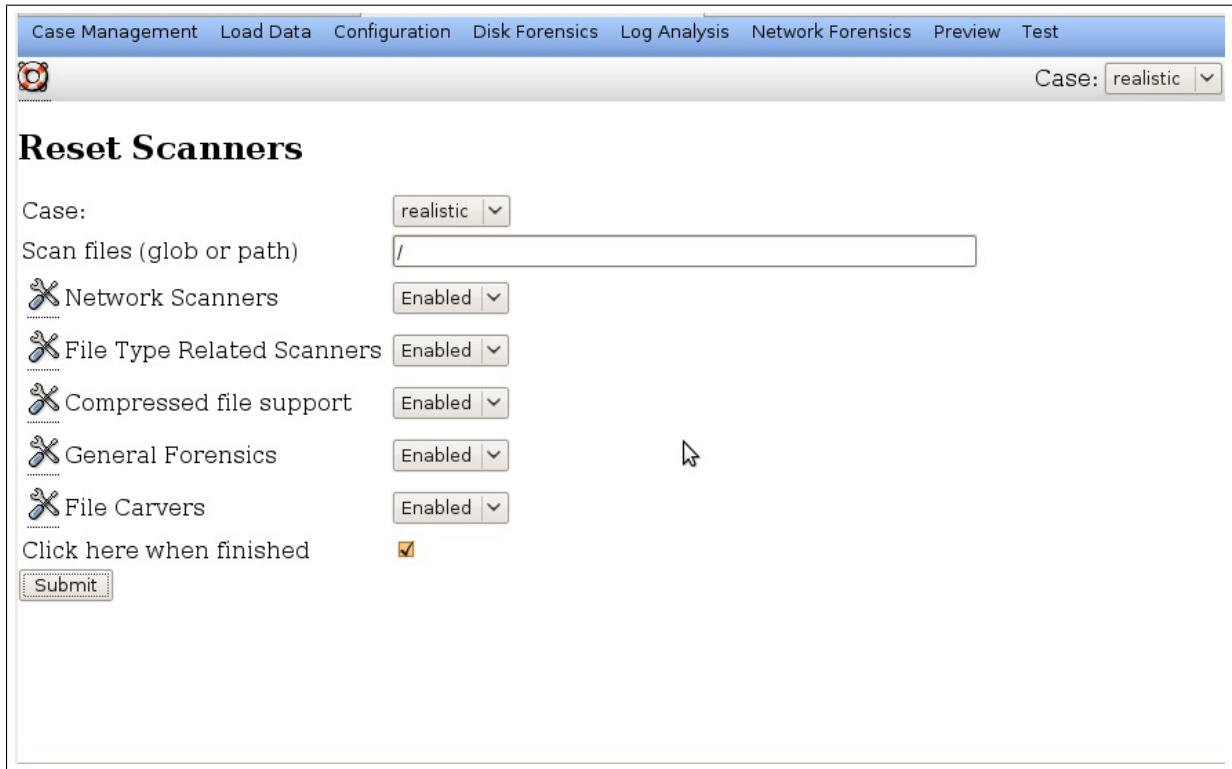 Case Management Load Data Configuration Disk Forensics Log Analysis Network Forensics Preview Test
Case: realistic
Reset Scanners
Case: realistic
Scan files (glob or path) /
Network Scanners Enabled
File Type Related Scanners Enabled
Compressed file support Enabled
General Forensics Enabled
File Carvers Enabled
Click here when finished
Submit